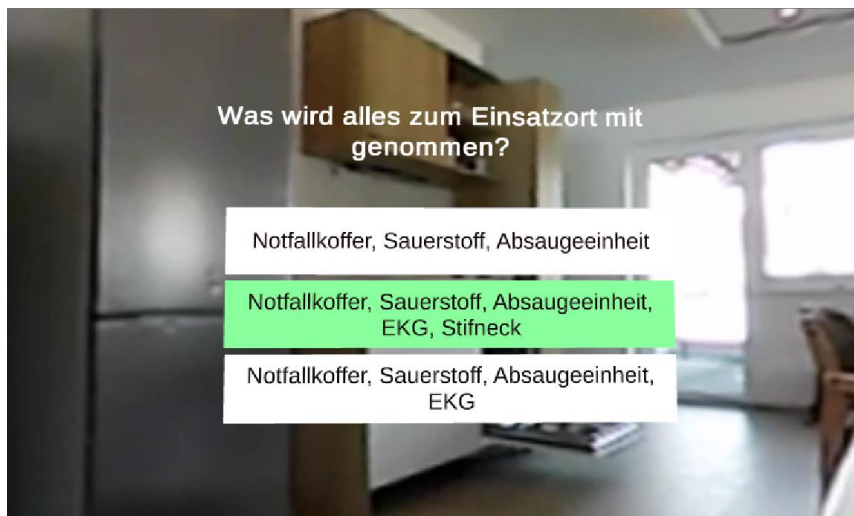 Was wird alles zum Einsatzort mit
genommen?
Notfallkoffer, Sauerstoff, Absaugeeinheit
Notfallkoffer, Sauerstoff, Absaugeeinheit,
EKG, Stifneck
Notfallkoffer, Sauerstoff, Absaugeeinheit,
EKG